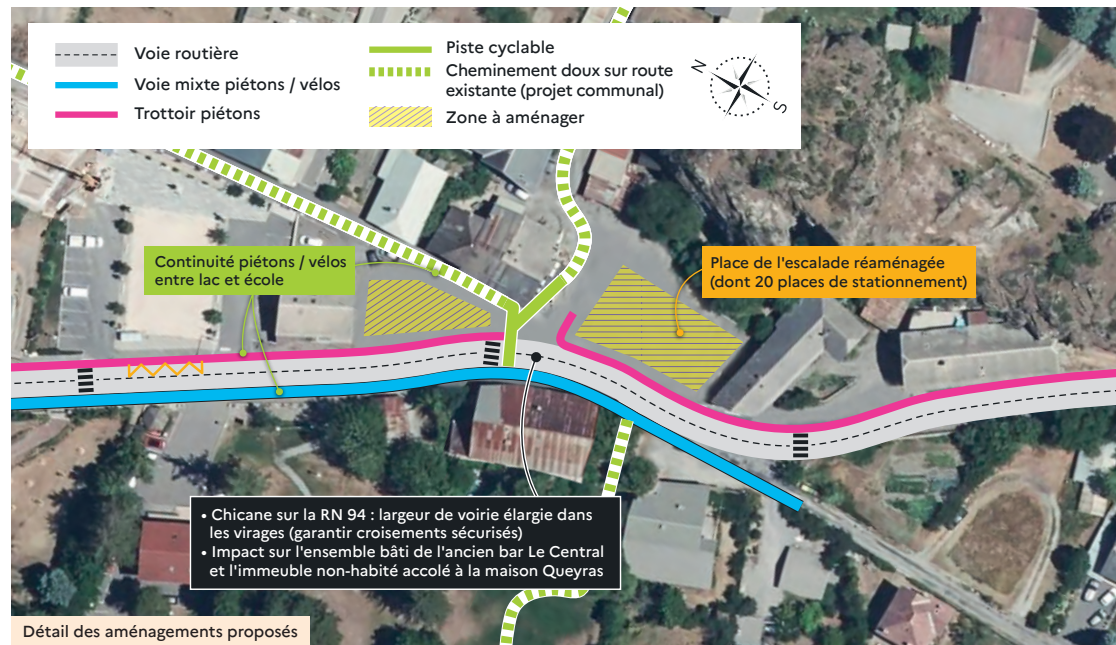 Voie routière
Voie mixte piétons / vélos
Trottoir piétons
Piste cyclable
Cheminement doux sur route
existante (projet communal)
Zone à aménager
N
S
Continuité piétons / vélos
entre lac et école
Place de l'escalade réaménagée
(dont 20 places de stationnement)
• Chicane sur la RN 94 : largeur de voirie élargie dans
les virages (garantir croisements sécurisés)
• Impact sur l'ensemble bâti de l'ancien bar Le Central
et l'immeuble non-habité accolé à la maison Queyras
Détail des aménagements proposés